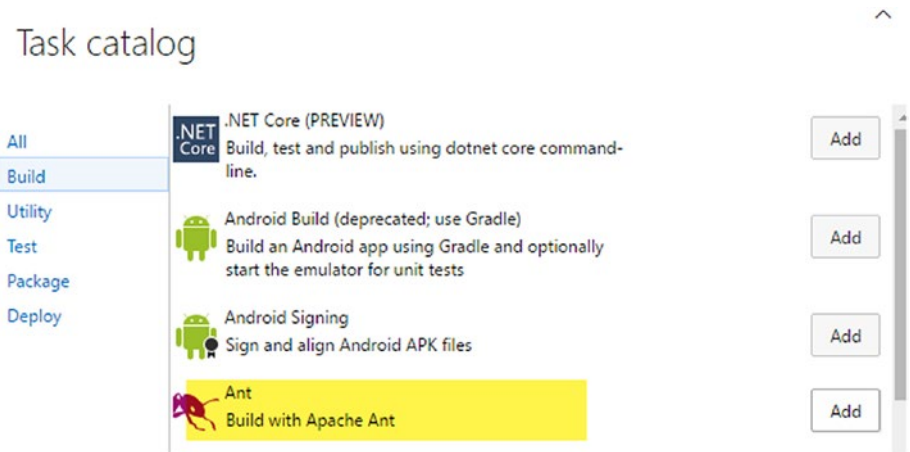 Task catalog
All
Build
Utility
Test
Package
Deploy
.NET Core
.NET Core (PREVIEW)
Build, test and publish using dotnet core command-
line.
Add
Android Build (deprecated; use Gradle)
Build an Android app using Gradle and optionally
start the emulator for unit tests
Add
Android Signing
Sign and align Android APK files
Add
Ant
Build with Apache Ant
Add